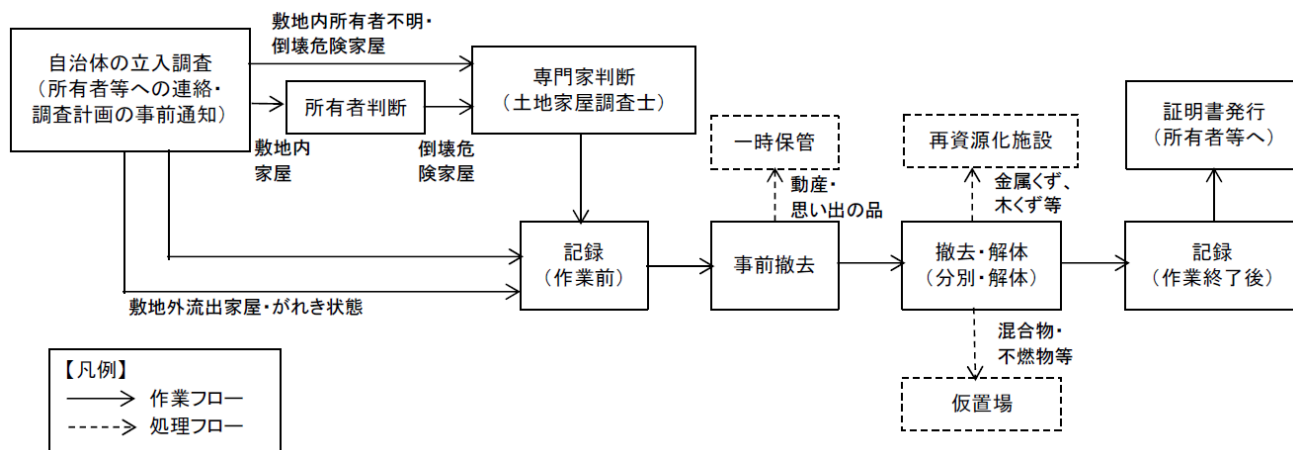 敷地内所有者不明・
倒壊危険家屋
自治体の立入調査
（所有者等への連絡・
調査計画の事前通知）
所有者判断
敷地内
家屋
倒壊危
険家屋
専門家判断
（土地家屋調査士）
一時保管
動産・
思い出の品
再資源化施設
金属くず、
木くず等
証明書発行
（所有者等へ）
記録
（作業前）
事前撤去
撤去・解体
（分別・解体）
記録
（作業終了後）
敷地外流出家屋・がれき状態
混合物・
不燃物等
仮置場
【凡例】
作業フロー
処理フロー